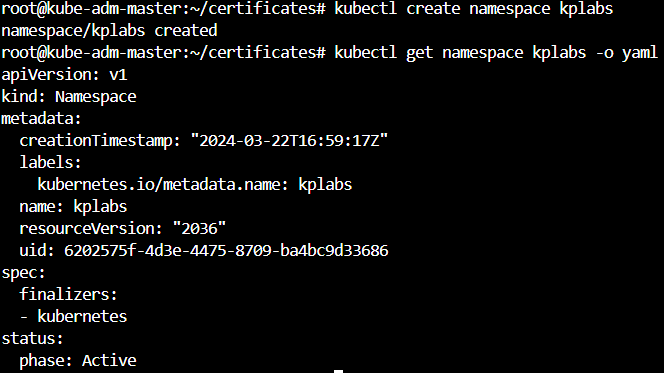 root@kube-adm-master:~/certificates# kubectl create namespace kplabs
namespace/kplabs created
root@kube-adm-master:~/certificates# kubectl get namespace kplabs -o yaml
apiVersion: v1
kind: Namespace
metadata:
  creationTimestamp: "2024-03-22T16:59:17Z"
  labels:
    kubernetes.io/metadata.name: kplabs
  name: kplabs
  resourceVersion: "2036"
  uid: 6202575f-4d3e-4475-8709-ba4bc9d33686
spec:
  finalizers:
  - kubernetes
status:
  phase: Active